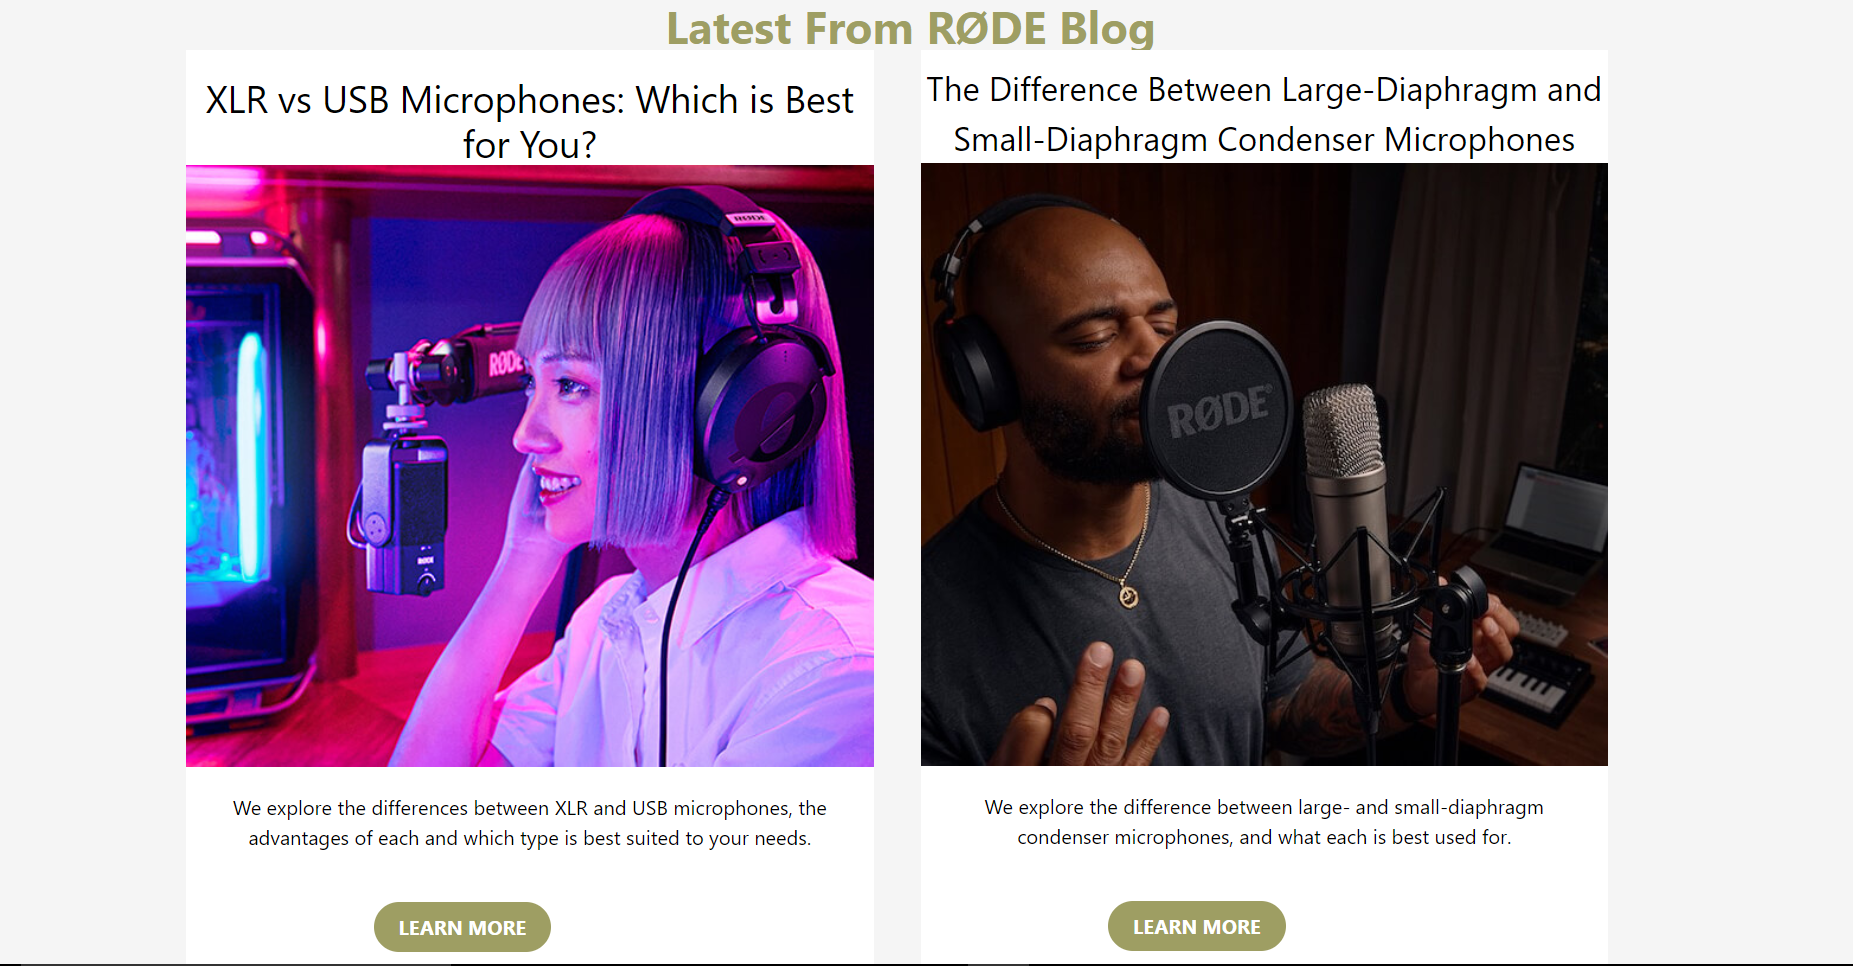 Latest From RØDE Blog
XLR vs USB Microphones: Which is Best
for You?
RØDE
RØDE
RØDE
We explore the differences between XLR and USB microphones, the
advantages of each and which type is best suited to your needs.
LEARN MORE
The Difference Between Large-Diaphragm and
Small-Diaphragm Condenser Microphones
RØDE®
We explore the difference between large- and small-diaphragm
condenser microphones, and what each is best used for.
LEARN MORE